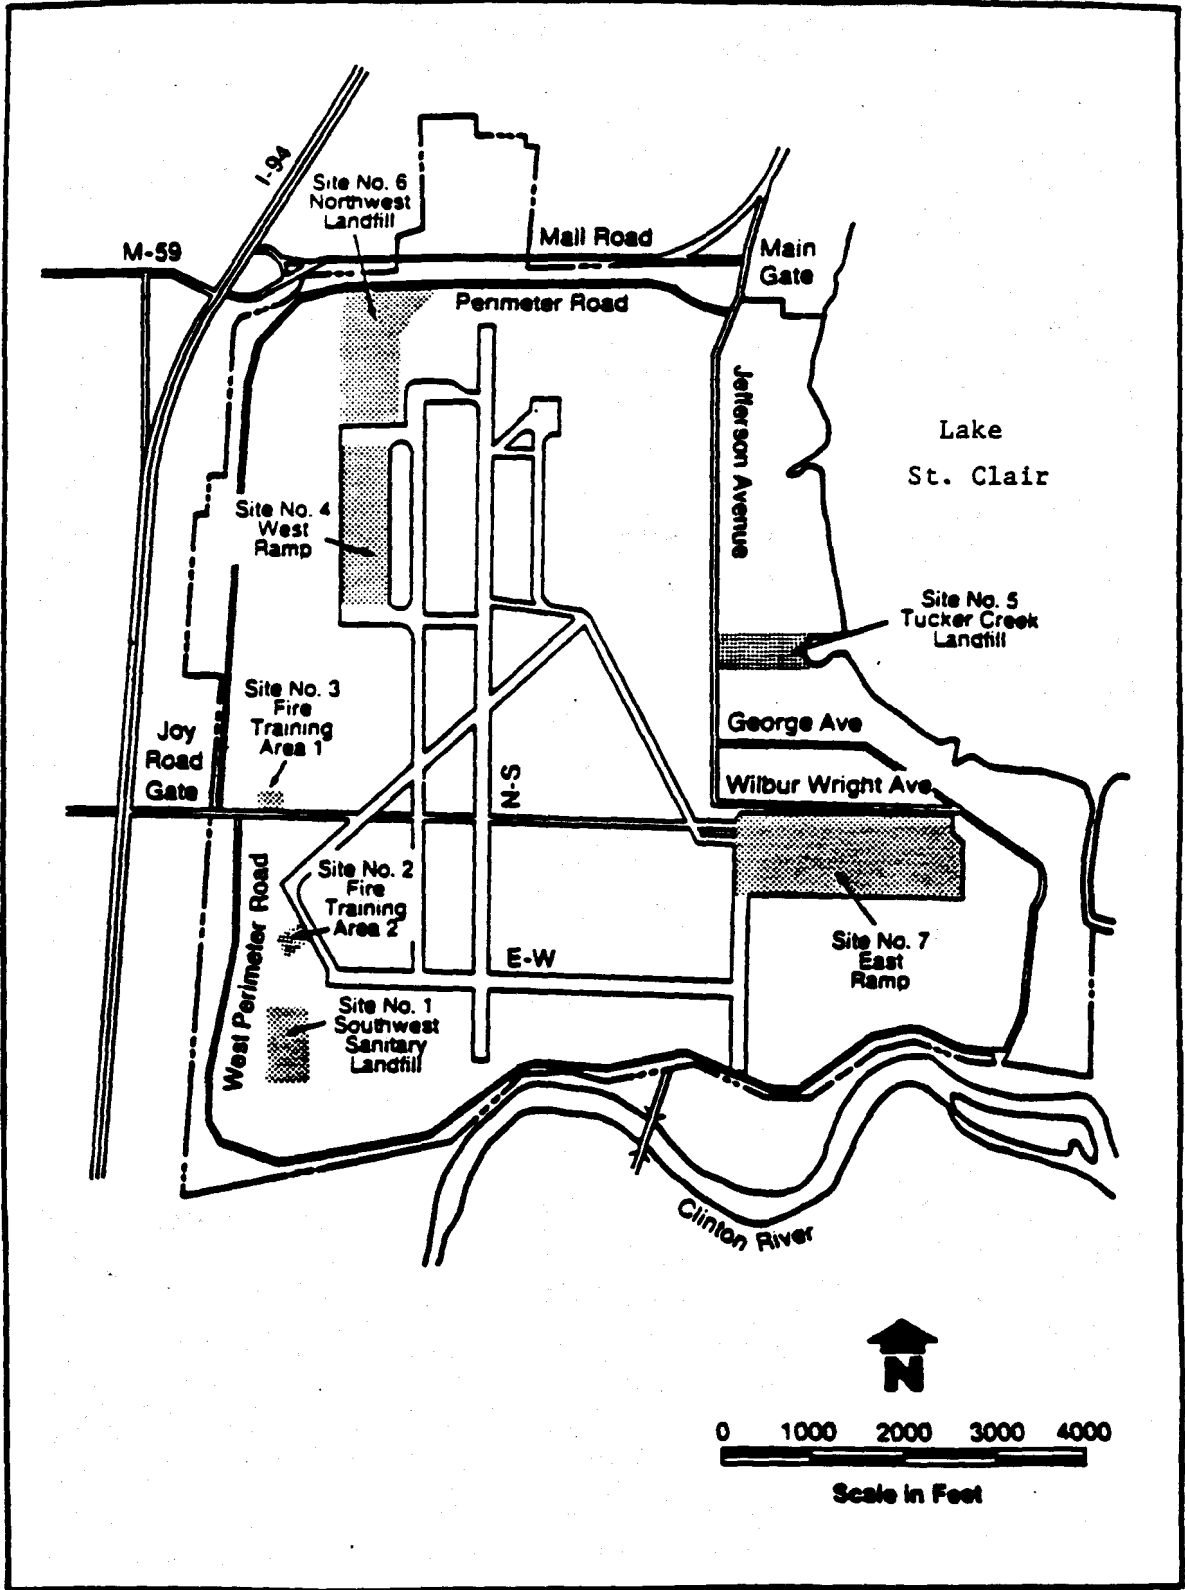 I-94
Site No. 6
Northwest
Landfill
M-59
Mall Road
Main
Gate
Perimeter Road
Jefferson Avenue
Lake
St. Clair
Site No. 4
West
Ramp
Site No. 5
Tucker Creek
Landfill
Site No. 3
Fire
Training
Area 1
Joy
Road
Gate
George Ave
N-S
Wilbur Wright Ave
West Perimeter Road
Site No. 2
Fire
Training
Area 2
E-W
Site No. 7
East
Ramp
Site No. 1
Southwest
Sanitary
Landfill
Clinton River
N
0 1000 2000 3000 4000
Scale in Feet